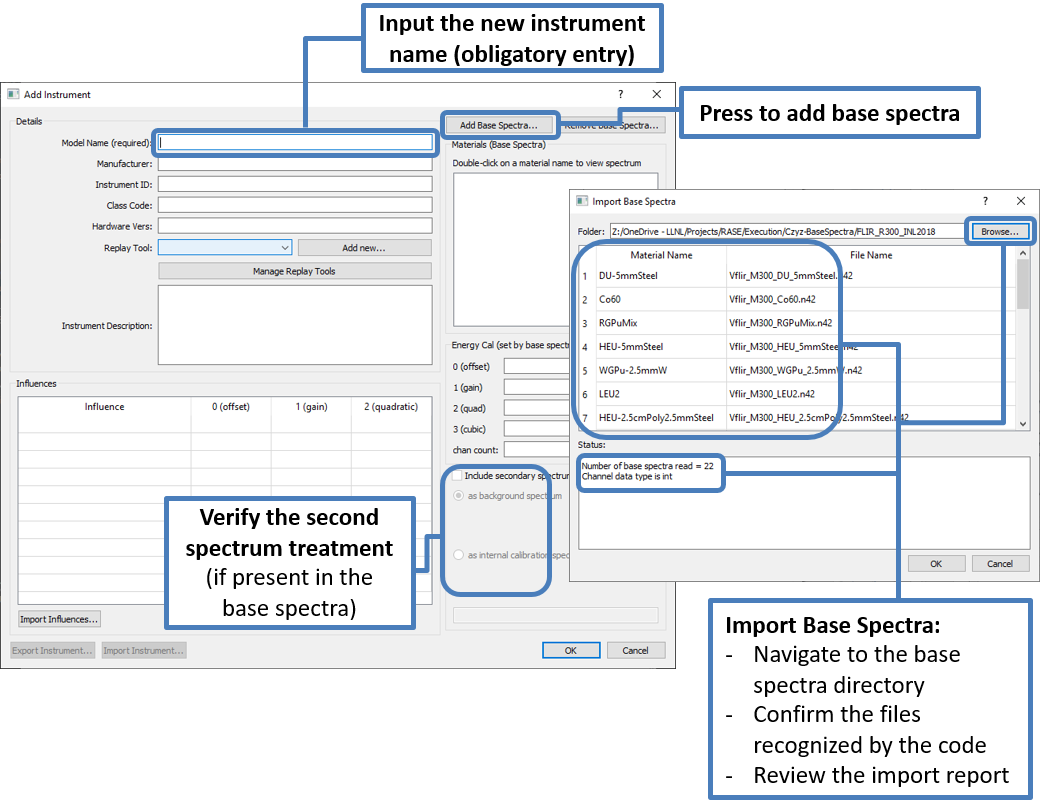 Input the new instrument
name (obligatory entry)
Add Instrument
?
Details
Add Base Spectra...
Remove Base Spectra...
Press to add base spectra
Model Name (required):
Manufacturer:
Instrument ID:
Class Code:
Hardware Vers:
Replay Tool:
Add new...
Manage Replay Tools
Instrument Description:
Materials (Base Spectra)
Double-click on a material name to view spectrum
Import Base Spectra
?
Folder:
Z:/OneDrive - LLNL/Projects/RASE/Execution/Czyz-BaseSpectra/FLIR_R300_INL2018
Browse...
Material Name File Name
1 DU-5mmSteel Vflir_M300_DU_5mmSteel.n42
2 Co60 Vflir_M300_Co60.n42
3 RGPuMix Vflir_M300_RGPuMix.n42
4 HEU-5mmSteel Vflir_M300_HEU_5mmSteel.n42
5 WGPu-2.5mmW Vflir_M300_WGPu_2.5mmW.n42
6 LEU2 Vflir_M300_LEU2.n42
7 HEU-2.5cmPoly2.5mmSteel Vflir_M300_HEU_2.5cmPoly2.5mmSteel.n42
Status:
Number of base spectra read = 22
Channel data type is int
OK
Cancel
Energy Cal (set by base spectr
0 (offset)
1 (gain)
2 (quad)
3 (cubic)
chan count:
Influences
Influence 0 (offset) 1 (gain) 2 (quadratic)
Include secondary spectrum
as background spectrum
as internal calibration spec
Verify the second
spectrum treatment
(if present in the
base spectra)
Import Influences...
Export Instrument...
Import Instrument...
OK
Cancel
Import Base Spectra:
- Navigate to the base
spectra directory
- Confirm the files
recognized by the code
- Review the import report